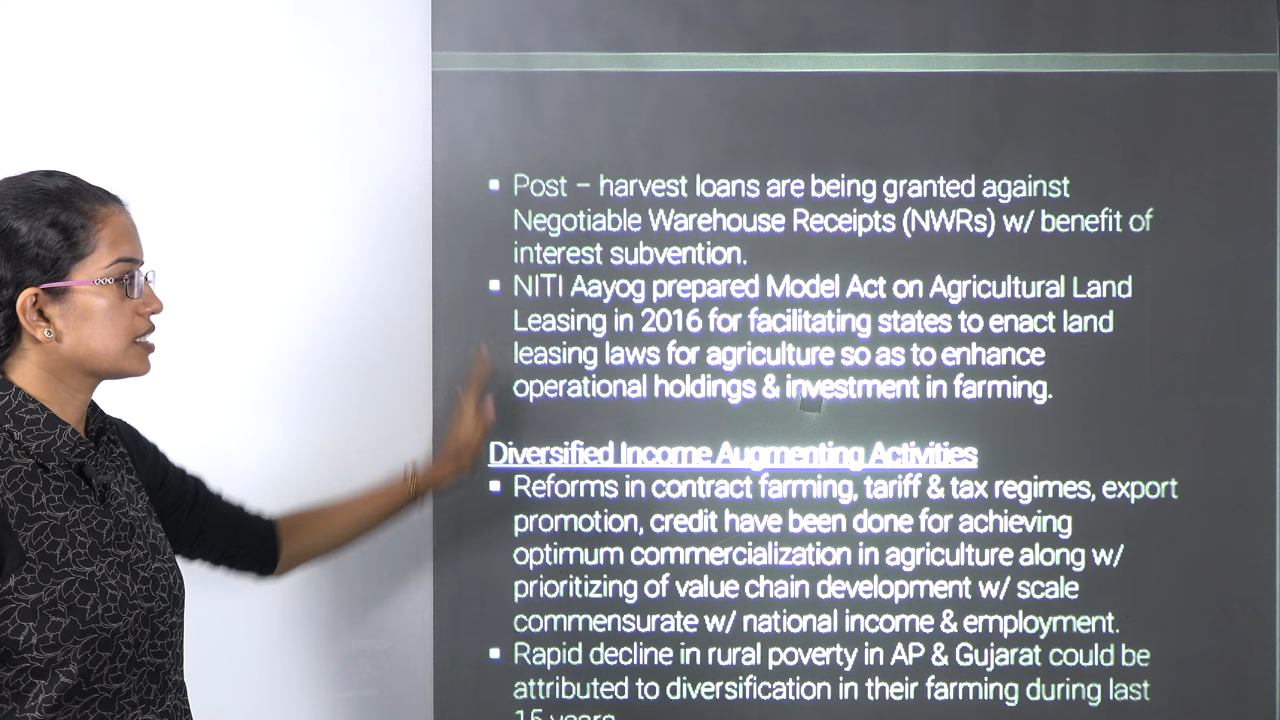 ▪ Post – harvest loans are being granted against
Negotiable Warehouse Receipts (NWRs) w/ benefit of
interest subvention.
▪ NITI Aayog prepared Model Act on Agricultural Land
Leasing in 2016 for facilitating states to enact land
leasing laws for agriculture so as to enhance
operational holdings & investment in farming.
Diversified Income Augmenting Activities
▪ Reforms in contract farming, tariff & tax regimes, export
promotion, credit have been done for achieving
optimum commercialization in agriculture along w/
prioritizing of value chain development w/ scale
commensurate w/ national income & employment.
▪ Rapid decline in rural poverty in AP & Gujarat could be
attributed to diversification in their farming during last
15 years